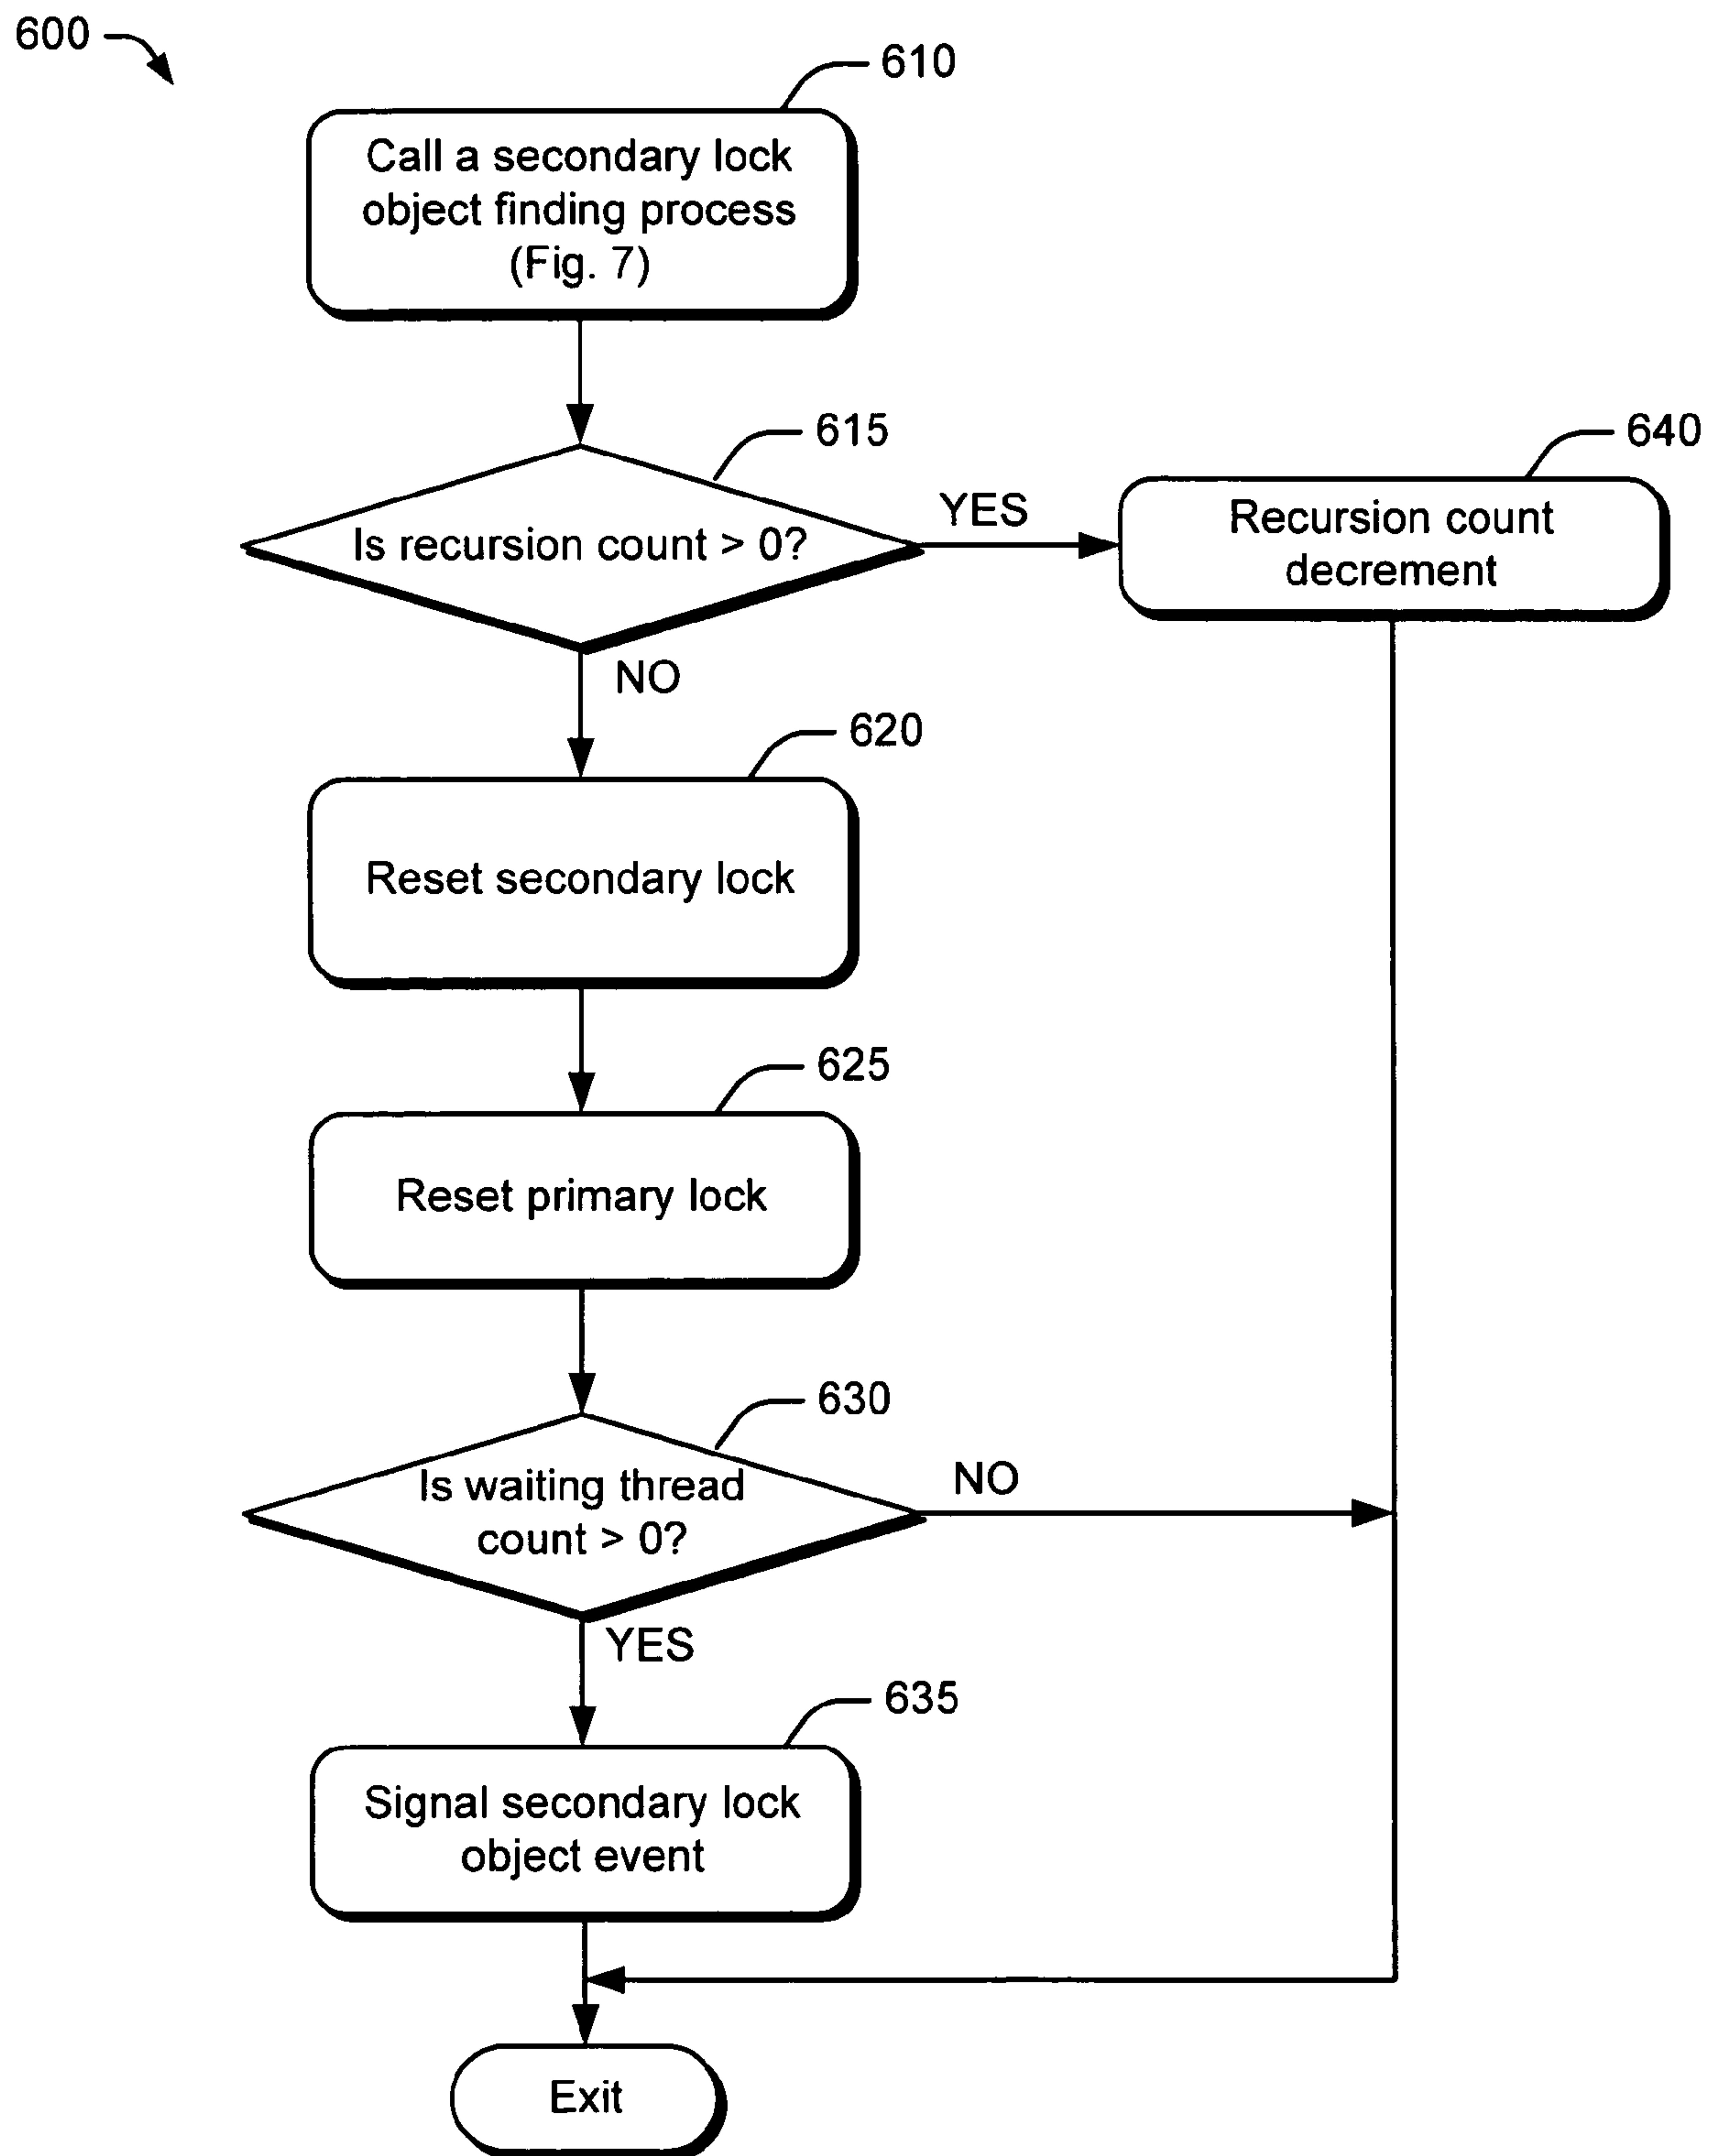 600
610
Call a secondary lock
object finding process
(Fig. 7)
615
640
Is recursion count > 0?
YES
Recursion count
decrement
NO
620
Reset secondary lock
625
Reset primary lock
630
Is waiting thread
count > 0?
NO
YES
635
Signal secondary lock
object event
Exit